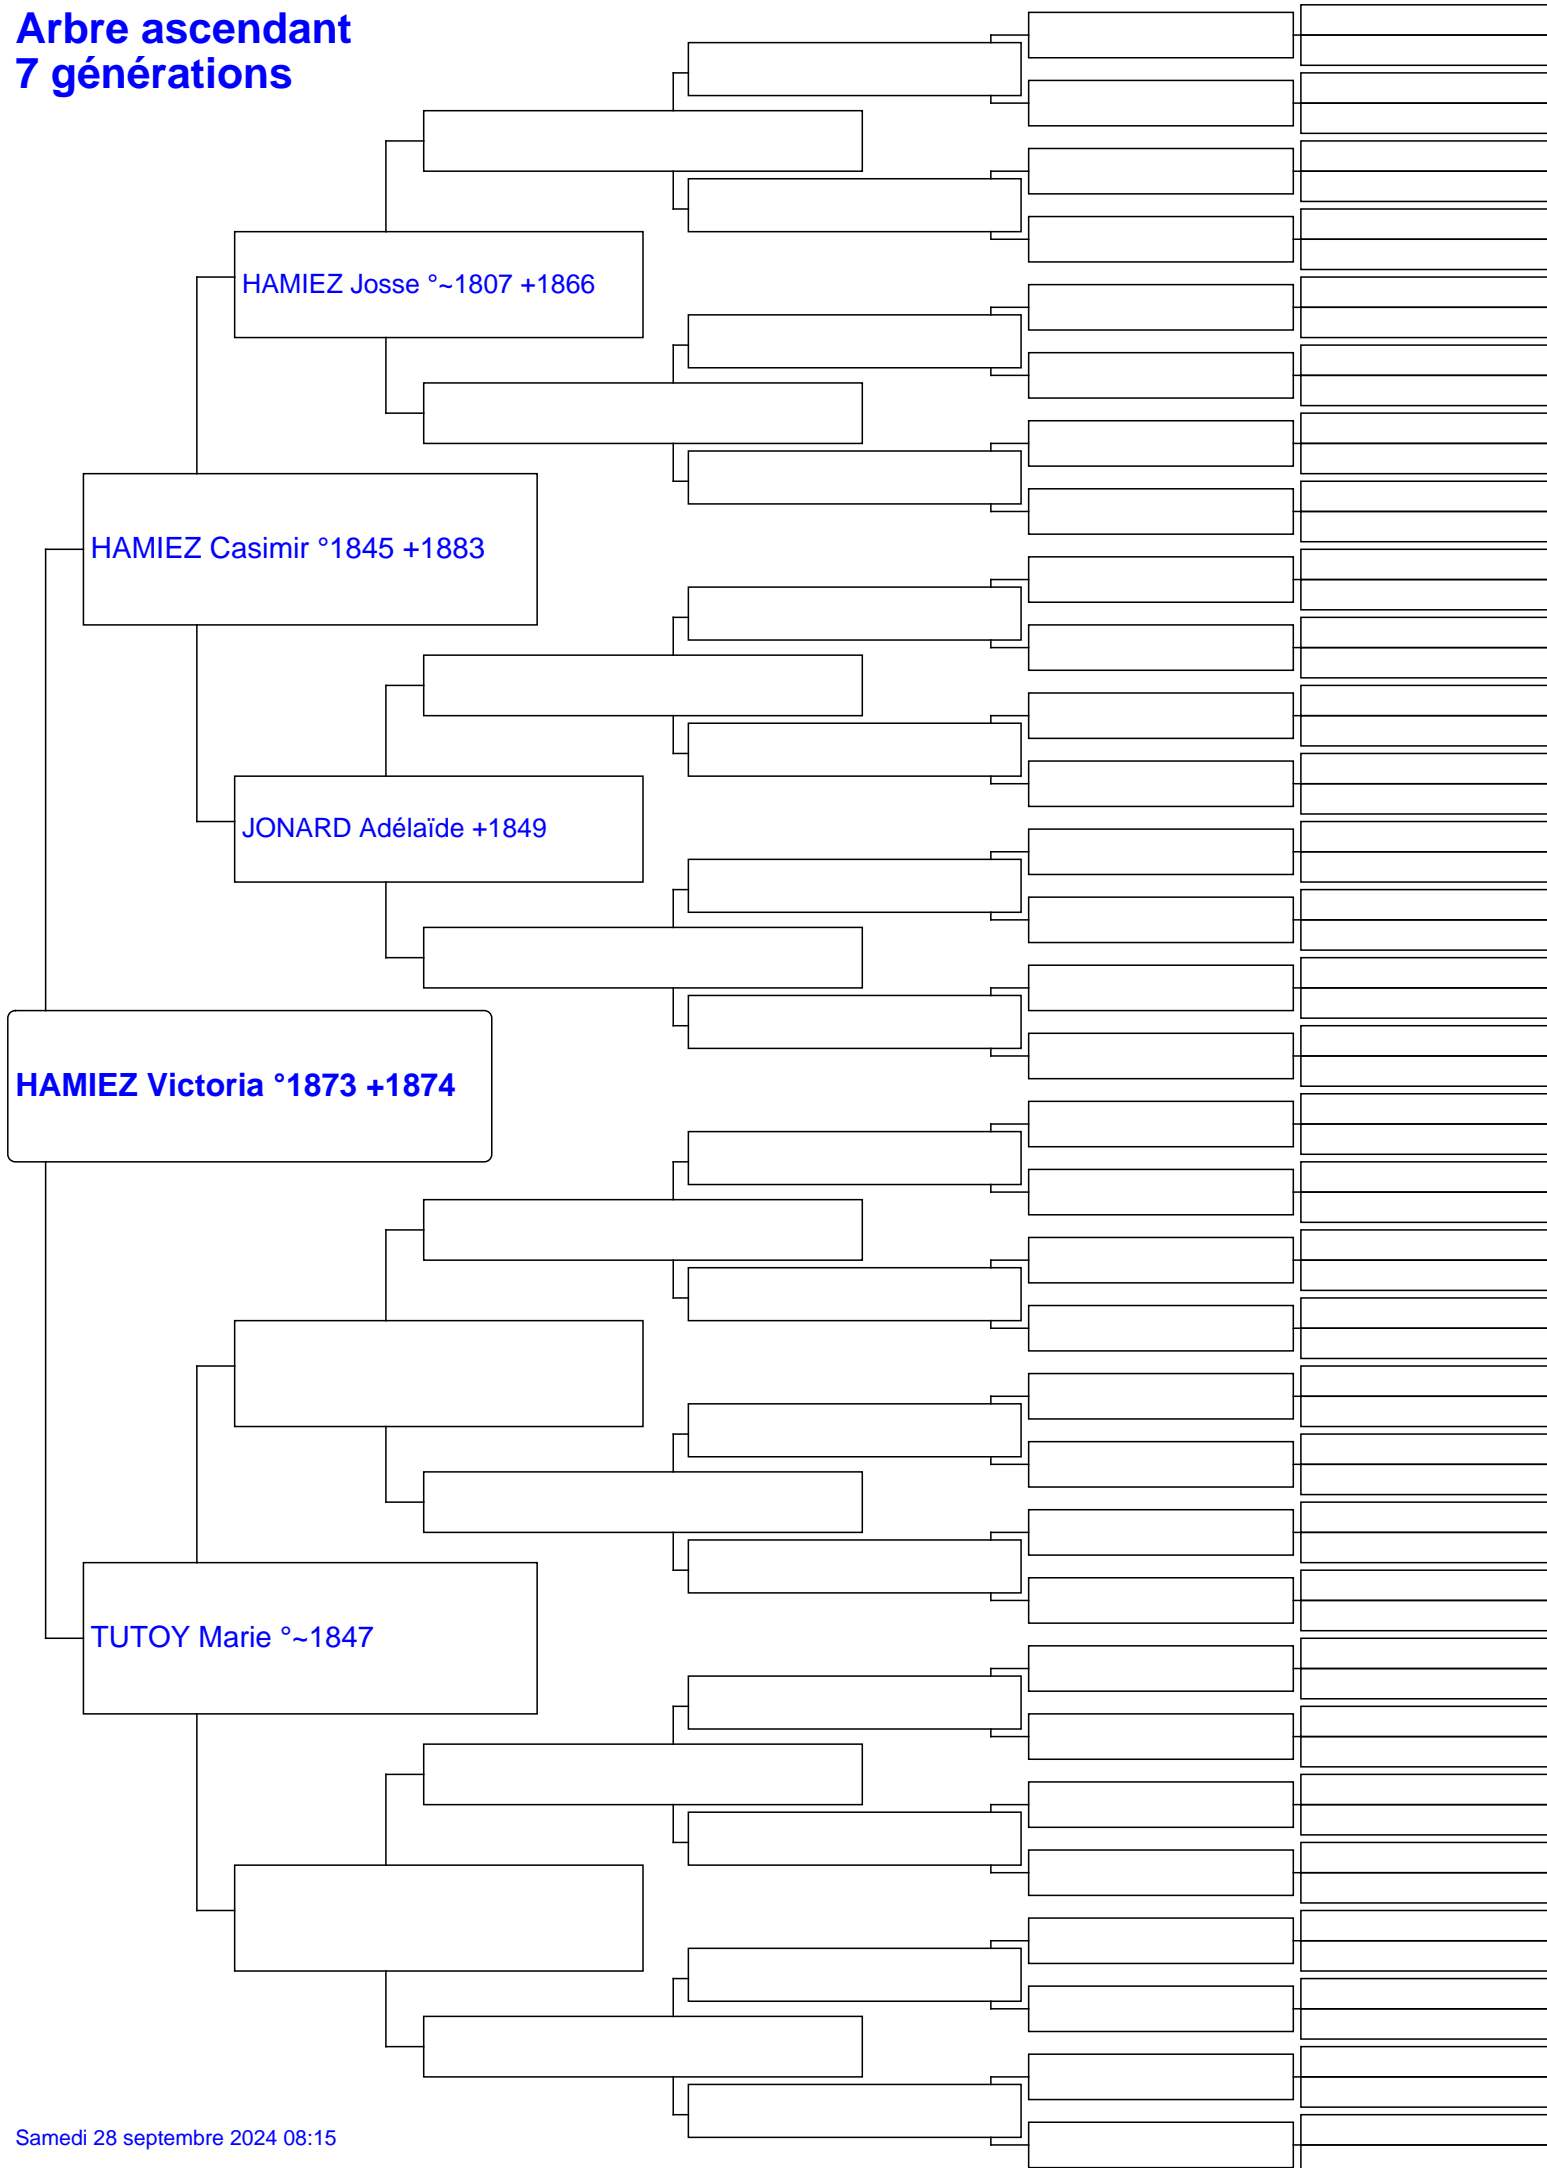 Arbre ascendant
7 générations
HAMIEZ Josse °~1807 +1866
HAMIEZ Casimir °1845 +1883
JONARD Adélaïde +1849
HAMIEZ Victoria °1873 +1874
TUTOY Marie °~1847
Samedi 28 septembre 2024 08:15